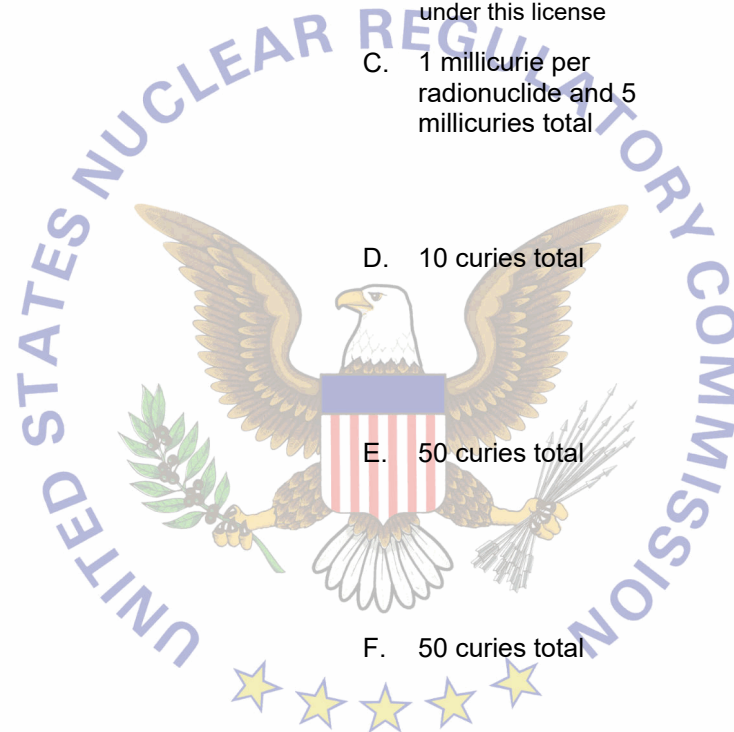 under this license
C. 1 millicurie per
radionuclide and 5
millicuries total
D. 10 curies total
E. 50 curies total
F. 50 curies total
UNITED STATES NUCLEAR REGULATORY COMMISSION